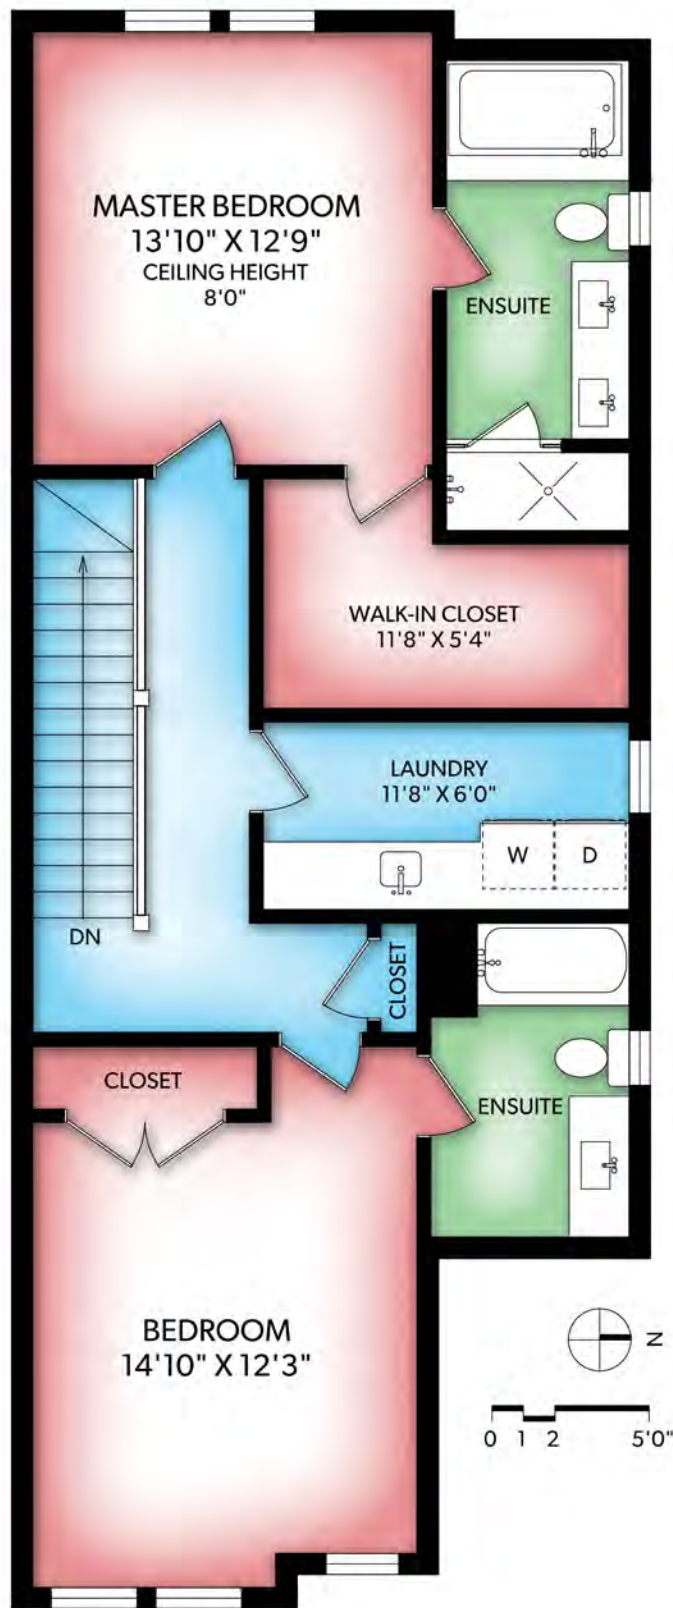 MASTER BEDROOM
13'10" X 12'9"
CEILING HEIGHT
8'0"
ENSUITE
WALK-IN CLOSET
11'8" X 5'4"
LAUNDRY
11'8" X 6'0"
W D
DN
CLOSET
CLOSET
ENSUITE
BEDROOM
14'10" X 12'3"
N
0 1 2 5'0"